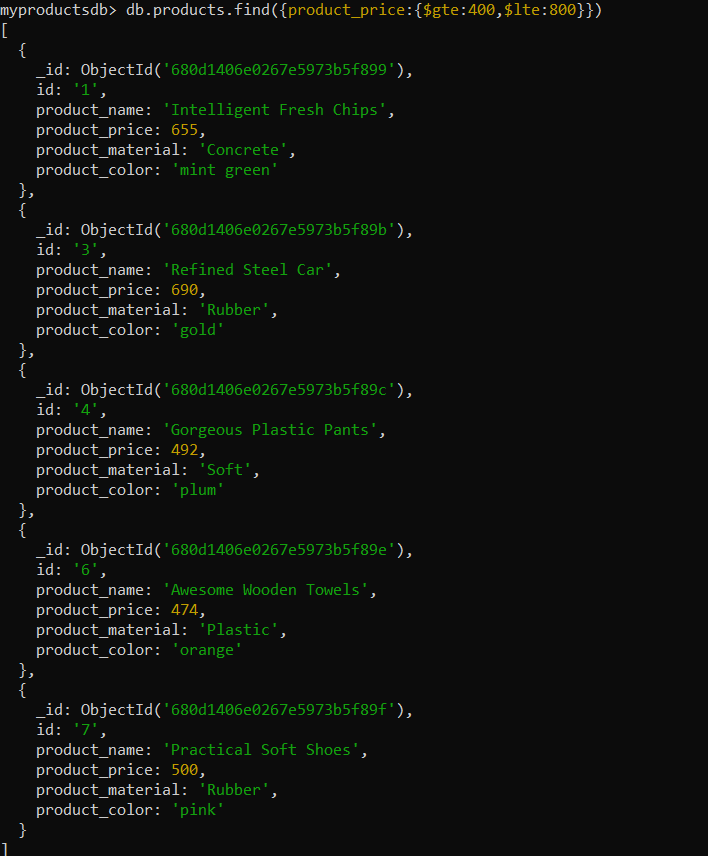 myproductsdb> db.products.find({product_price:{$gte:400,$lte:800}})
[
  {
    _id: ObjectId('680d1406e0267e5973b5f899'),
    id: '1',
    product_name: 'Intelligent Fresh Chips',
    product_price: 655,
    product_material: 'Concrete',
    product_color: 'mint green'
  },
  {
    _id: ObjectId('680d1406e0267e5973b5f89b'),
    id: '3',
    product_name: 'Refined Steel Car',
    product_price: 690,
    product_material: 'Rubber',
    product_color: 'gold'
  },
  {
    _id: ObjectId('680d1406e0267e5973b5f89c'),
    id: '4',
    product_name: 'Gorgeous Plastic Pants',
    product_price: 492,
    product_material: 'Soft',
    product_color: 'plum'
  },
  {
    _id: ObjectId('680d1406e0267e5973b5f89e'),
    id: '6',
    product_name: 'Awesome Wooden Towels',
    product_price: 474,
    product_material: 'Plastic',
    product_color: 'orange'
  },
  {
    _id: ObjectId('680d1406e0267e5973b5f89f'),
    id: '7',
    product_name: 'Practical Soft Shoes',
    product_price: 500,
    product_material: 'Rubber',
    product_color: 'pink'
  }
]